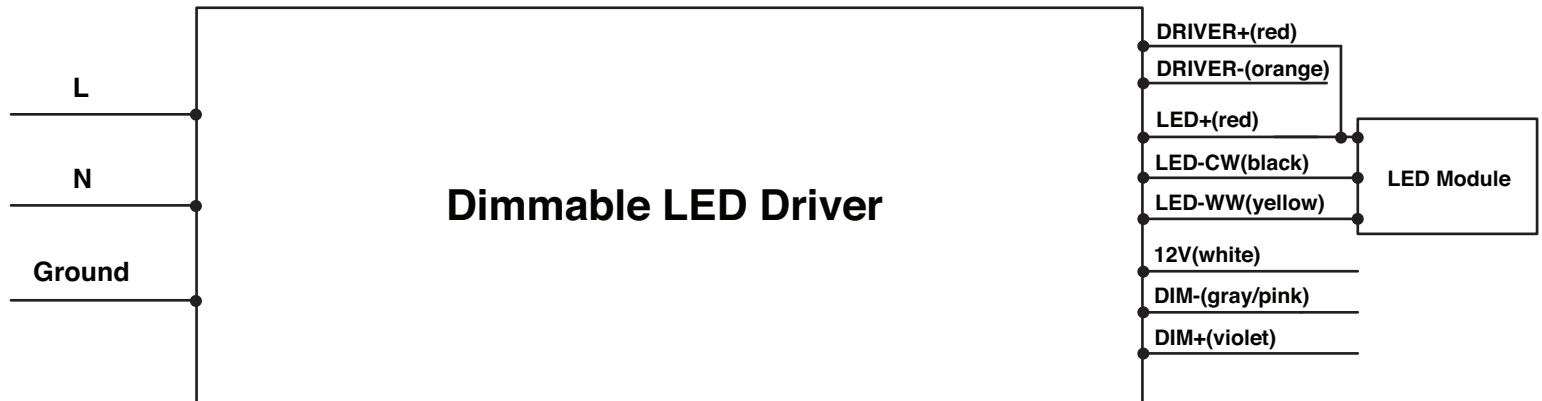 L
N
Ground
Dimmable LED Driver
DRIVER+(red)
DRIVER-(orange)
LED+(red)
LED-CW(black)
LED-WW(yellow)
12V(white)
DIM-(gray/pink)
DIM+(violet)
LED Module